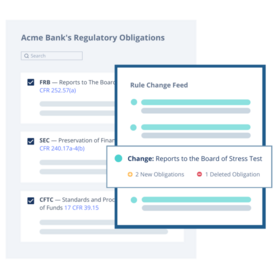 Acme Bank's Regulatory Obligations
Search
FRB — Reports to The Board
CFR 252.57(a)
SEC — Preservation of Finan
CFR 240.17a-4(b)
CFTC — Standards and Proc
of Funds 17 CFR 39.15
Rule Change Feed
Change: Reports to the Board of Stress Test
2 New Obligations
1 Deleted Obligation